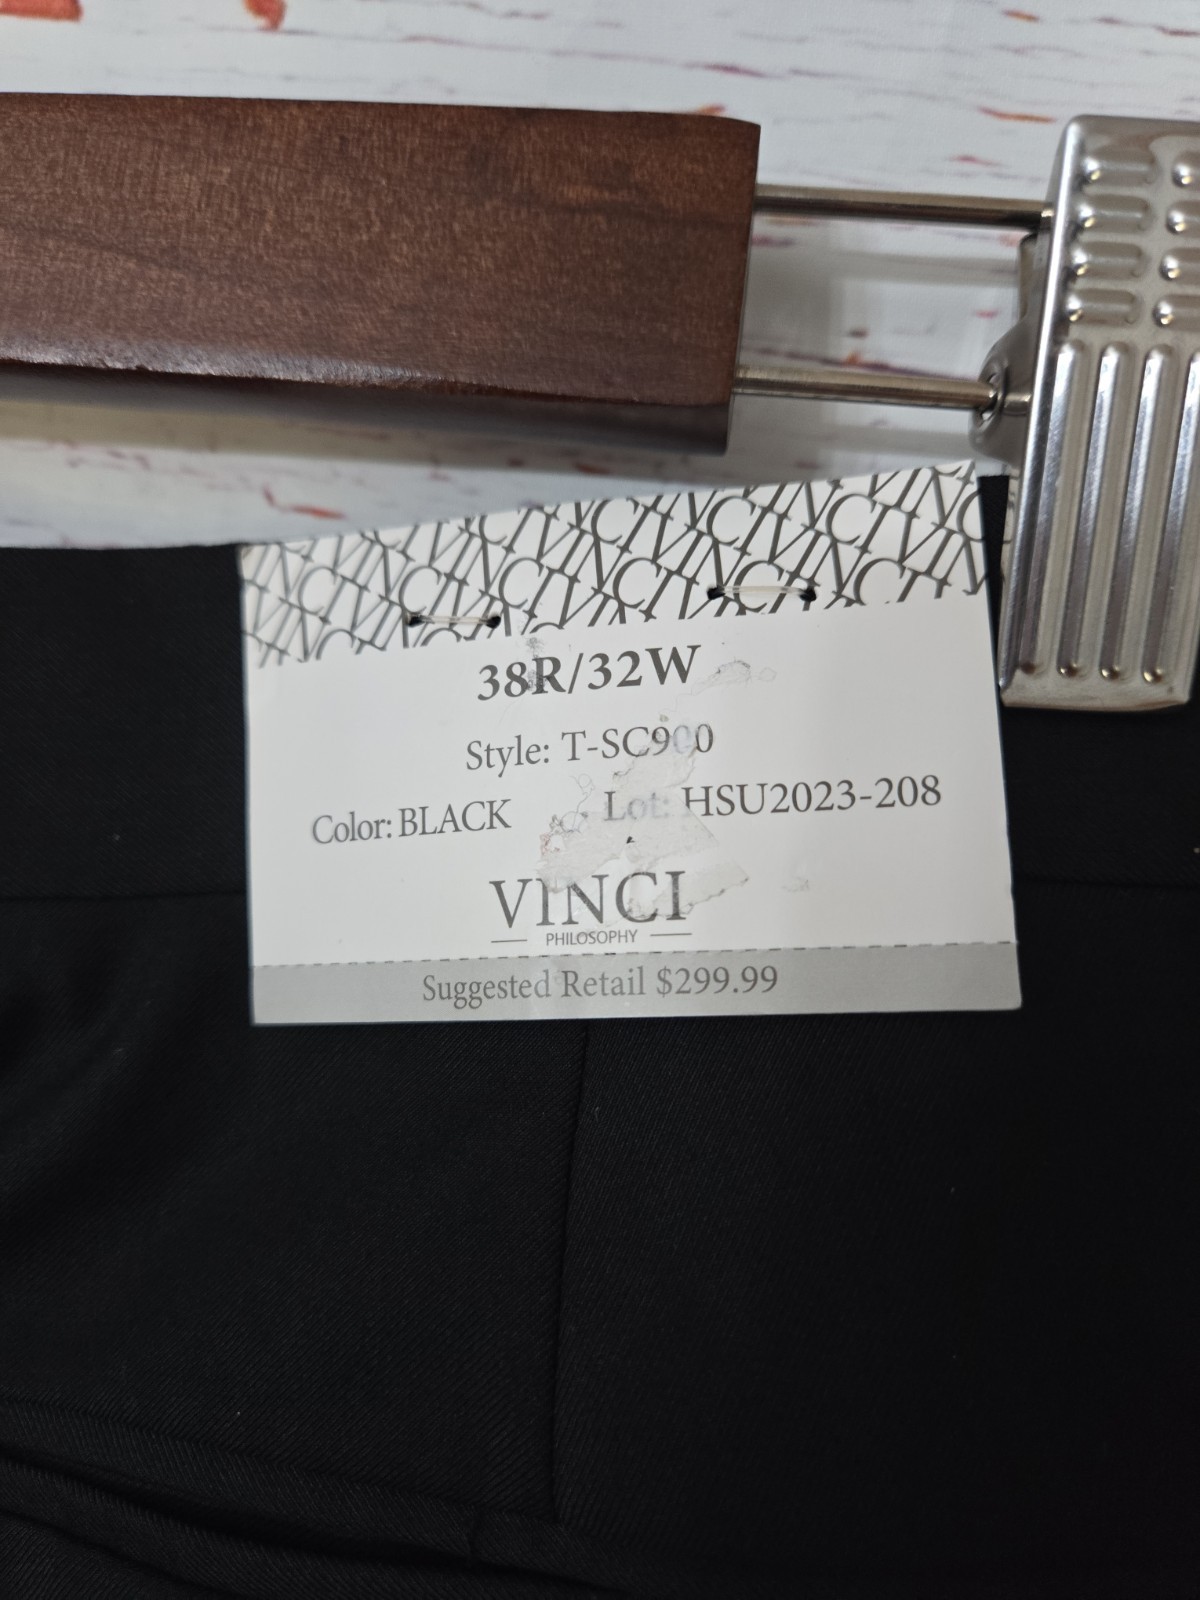 38R/32W
Style: T-SC900
Color: BLACK Lot: HSU2023-208
VINCI
PHILOSOPHY
Suggested Retail $299.99